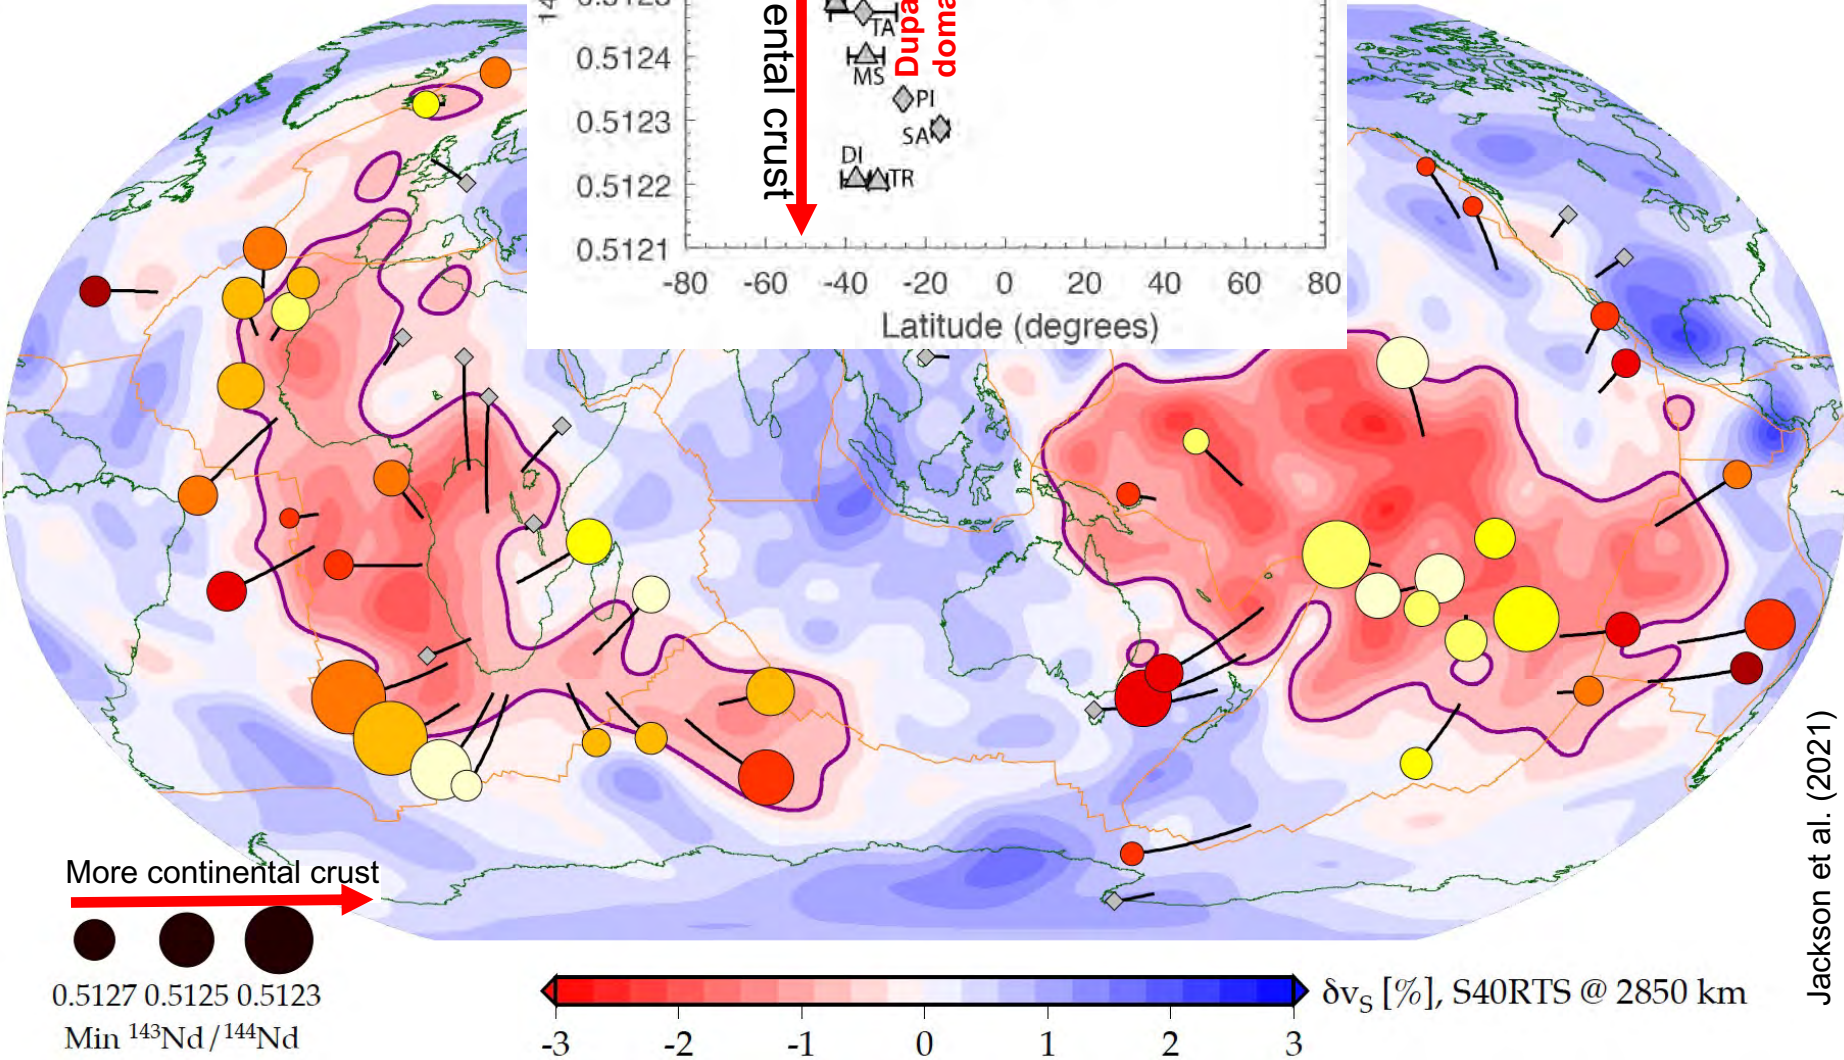 TA
0.5124
MS
PI
0.5123
SA
DI
0.5122
TR
0.5121
-80 -60 -40 -20 0 20 40 60 80
Latitude (degrees)
ental crust
Dupa
doma
More continental crust
0.5127 0.5125 0.5123
Min ¹⁴³Nd/¹⁴⁴Nd
δvS [%], S40RTS @ 2850 km
-3 -2 -1 0 1 2 3
Jackson et al. (2021)